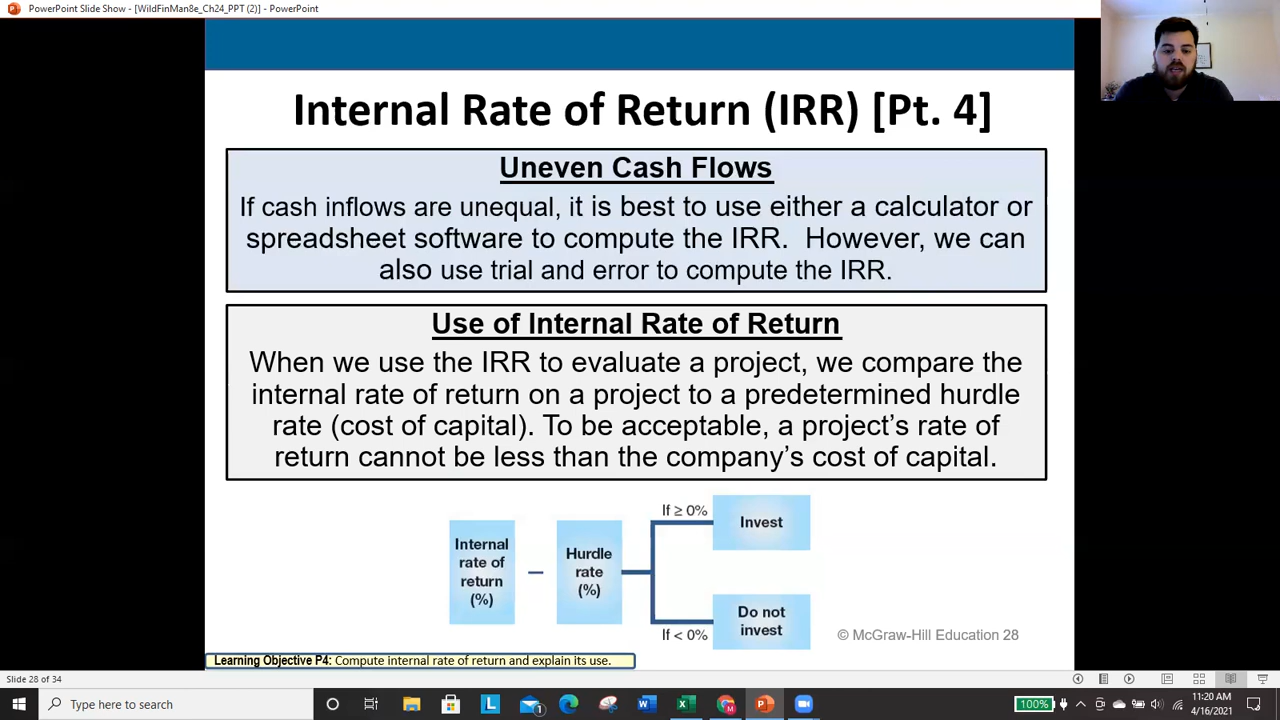 PowerPoint Slide Show - [WildFinMan8e_Ch24_PPT (2)] - PowerPoint
Internal Rate of Return (IRR) [Pt. 4]
Uneven Cash Flows
If cash inflows are unequal, it is best to use either a calculator or
spreadsheet software to compute the IRR.  However, we can
also use trial and error to compute the IRR.
Use of Internal Rate of Return
When we use the IRR to evaluate a project, we compare the
internal rate of return on a project to a predetermined hurdle
rate (cost of capital). To be acceptable, a project's rate of
return cannot be less than the company's cost of capital.
Internal
rate of
return
(%)
–
Hurdle
rate
(%)
If ≥ 0%
Invest
If < 0%
Do not
invest
© McGraw-Hill Education 28
Learning Objective P4: Compute internal rate of return and explain its use.
Slide 28 of 34
Type here to search
100%
11:20 AM
4/16/2021